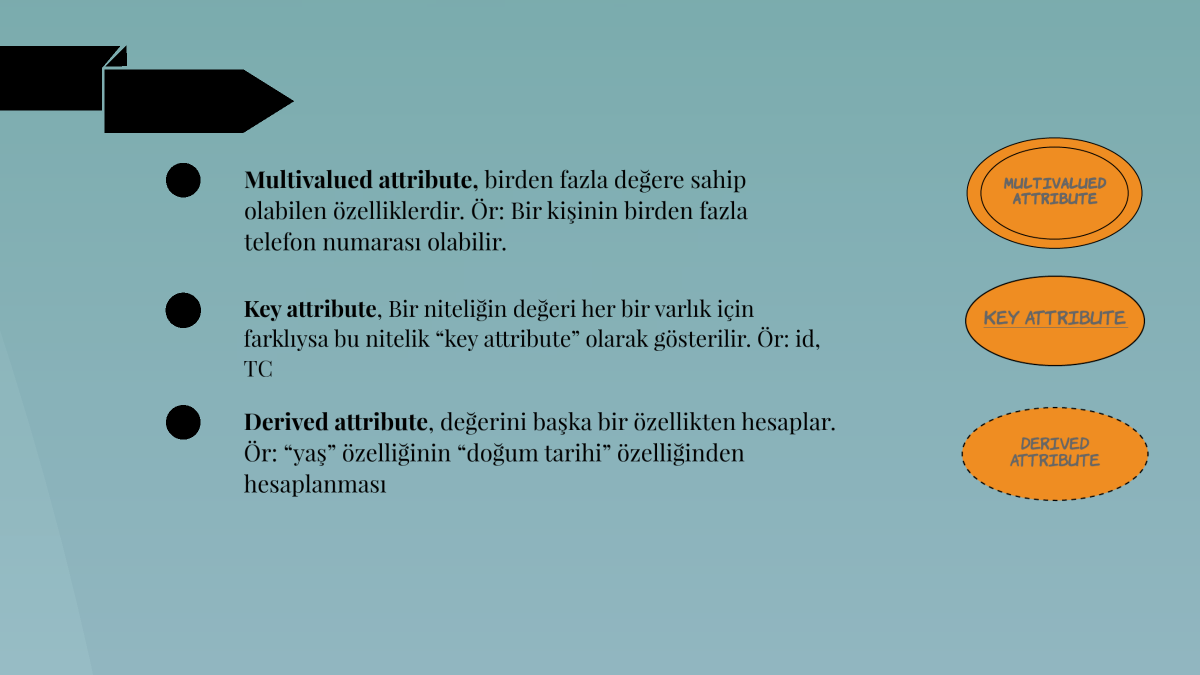 Multivalued attribute, birden fazla değere sahip
olabilen özelliklerdir. Ör: Bir kişinin birden fazla
telefon numarası olabilir.
MULTIVALUED
ATTRIBUTE
Key attribute, Bir niteliğin değeri her bir varlık için
farklıysa bu nitelik “key attribute” olarak gösterilir. Ör: id,
TC
KEY ATTRIBUTE
Derived attribute, değerini başka bir özellikten hesaplar.
Ör: “yaş” özelliğinin “doğum tarihi” özelliğinden
hesaplanması
DERIVED
ATTRIBUTE